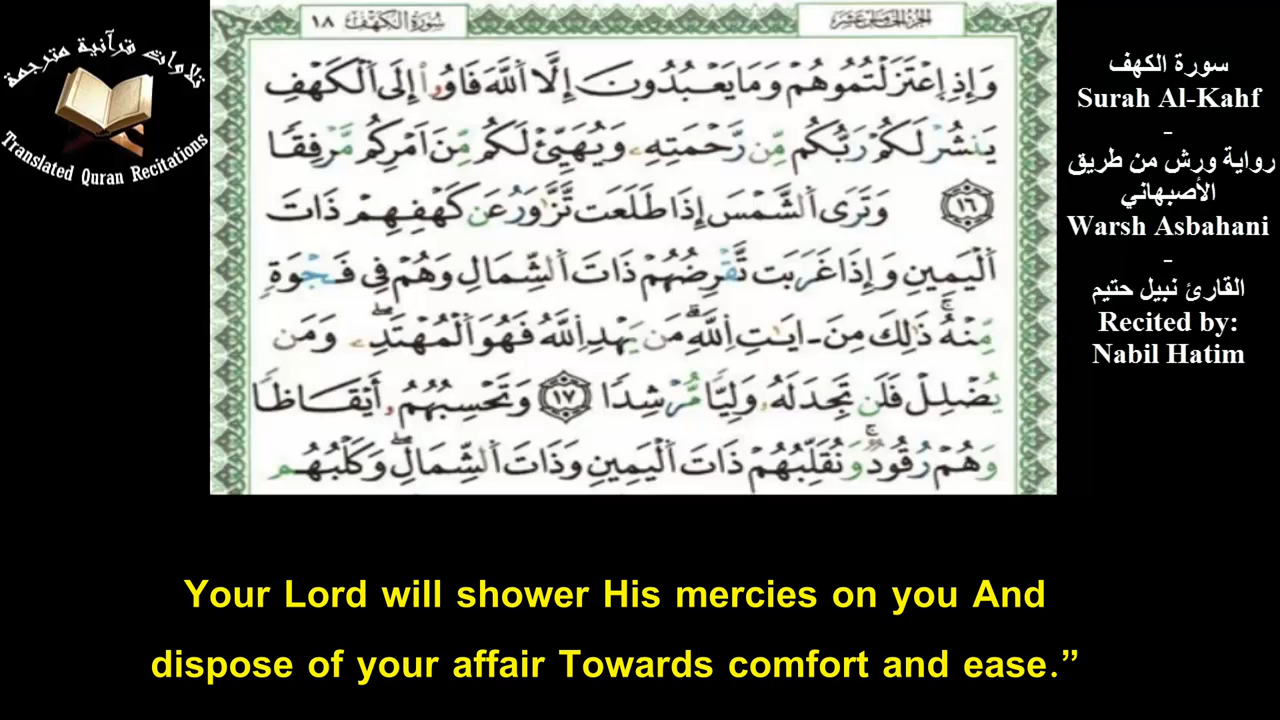 تلاوات قرآنية مترجمة
Translated Quran Recitations
سورة الكهف ١٨
الجزء الخامس عشر
وَإِذِ اِعْتَزَلْتُمُوهُمْ وَمَا يَعْبُدُونَ إِلَّا اَللَّهَ فَاوُۥاْ إِلَى اَلْكَهْفِ
يَنشُرْ لَكُمْ رَبُّكُم مِّن رَّحْمَتِهِۦ وَيُهَيِّئْ لَكُم مِّنَ اَمْرِكُم مَّرْفِقًا
١٦ وَتَرَى اَلشَّمْسَ إِذَا طَلَعَت تَّزَّٰوَرُ عَن كَهْفِهِمْ ذَاتَ
اَلْيَمِينِ وَإِذَا غَرَبَت تَّقْرِضُهُمْ ذَاتَ اَلشِّمَالِ وَهُمْ فِي فَجْوَةٍ
مِّنْهُ ذَٰلِكَ مِنَ ايَٰتِ اِللَّهِ مَن يَهْدِ اِللَّهُ فَهُوَ اَلْمُهْتَدِۦ وَمَن
يُضْلِلْ فَلَن تَجِدَ لَهُۥ وَلِيًّا مُّرْشِدًا ١٧ وَتَحْسِبُهُمُۥ أَيْقَاظًا
وَهُمْ رُقُودٌ وَنُقَلِّبُهُمْ ذَاتَ اَلْيَمِينِ وَذَاتَ اَلشِّمَالِ وَكَلْبُهُم
سورة الكهف
Surah Al-Kahf
-
رواية ورش من طريق
الأصبهاني
Warsh Asbahani
-
القارئ نبيل حتيم
Recited by:
Nabil Hatim
Your Lord will shower His mercies on you And
dispose of your affair Towards comfort and ease.”